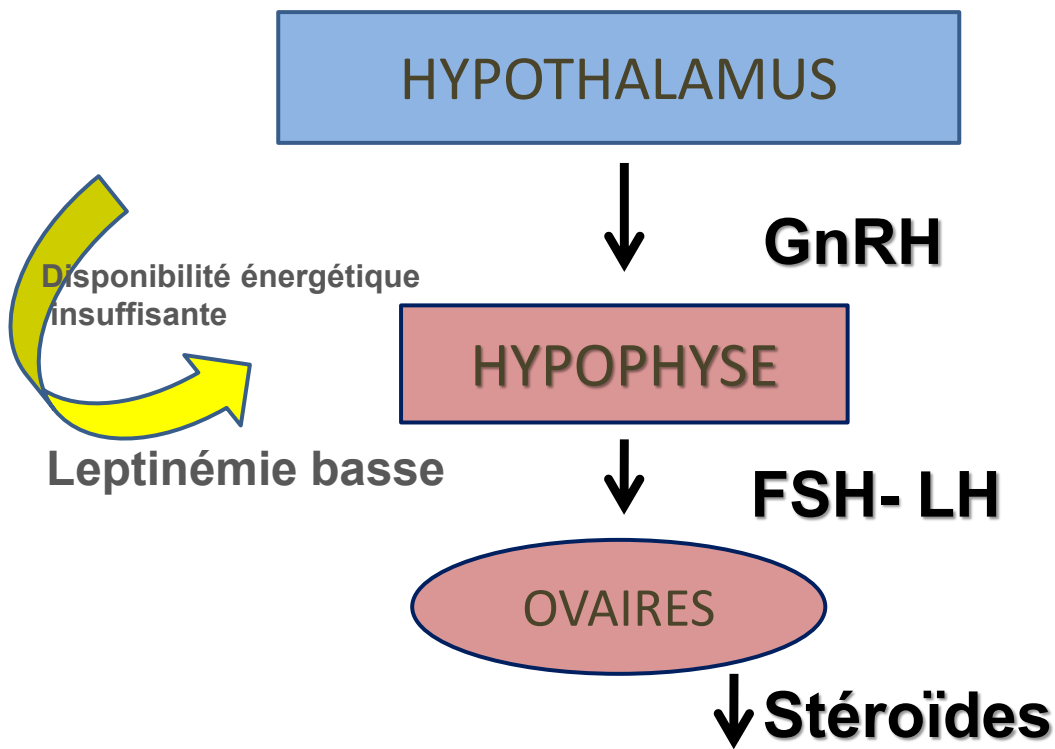 HYPOTHALAMUS
GnRH
Disponibilité énergétique
insuffisante
HYPOPHYSE
Leptinémie basse
FSH- LH
OVAIRES
Stéroïdes